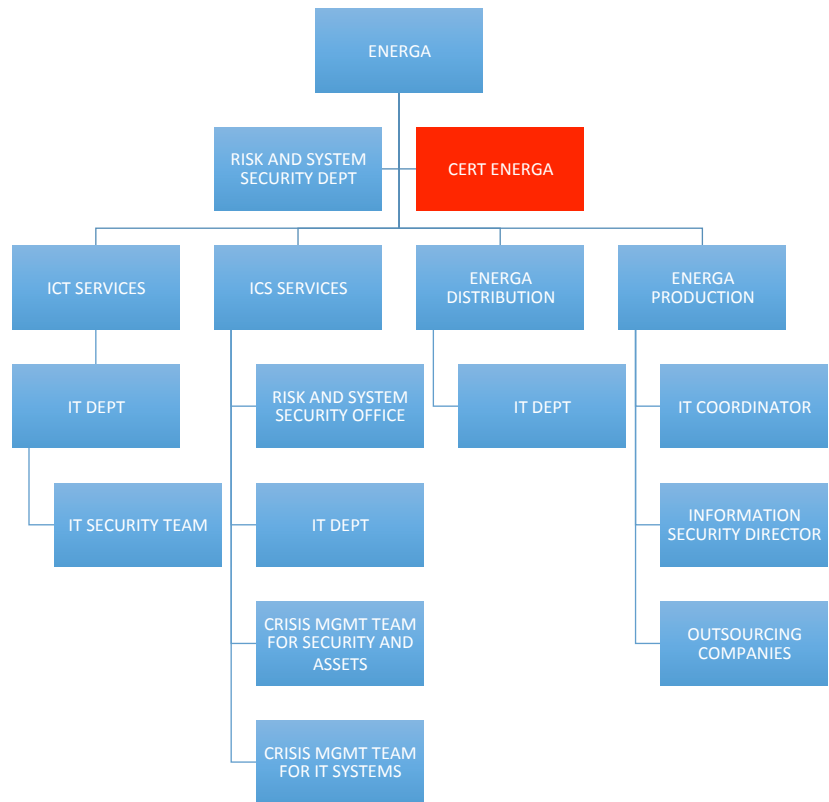 ENERGA
RISK AND SYSTEM
SECURITY DEPT
CERT ENERGA
ICT SERVICES
ICS SERVICES
ENERGA
DISTRIBUTION
ENERGA
PRODUCTION
IT DEPT
RISK AND SYSTEM
SECURITY OFFICE
IT DEPT
IT COORDINATOR
IT SECURITY TEAM
IT DEPT
INFORMATION
SECURITY DIRECTOR
CRISIS MGMT TEAM
FOR SECURITY AND
ASSETS
OUTSOURCING
COMPANIES
CRISIS MGMT TEAM
FOR IT SYSTEMS